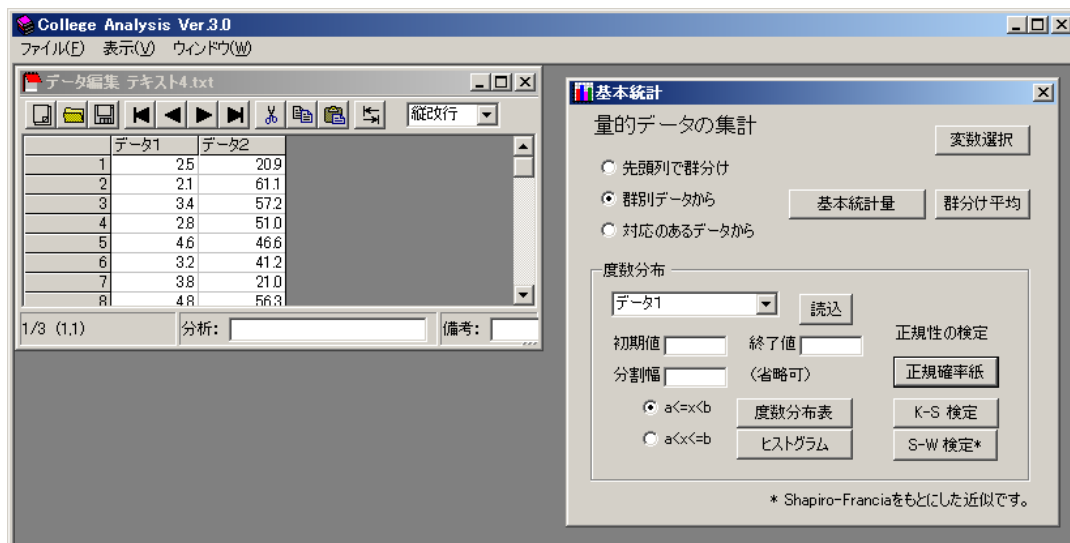 College Analysis Ver.3.0
ファイル(F) 表示(V) ウィンドウ(W)
データ編集 テキスト4.txt
縦改行
データ1 データ2
1 2.5 20.9
2 2.1 61.1
3 3.4 57.2
4 2.8 51.0
5 4.6 46.6
6 3.2 41.2
7 3.8 21.0
8 4.8 56.3
1/3 (1,1) 分析: 備考:
基本統計
量的データの集計
変数選択
先頭列で群分け
群別データから 基本統計量 群分け平均
対応のあるデータから
度数分布
データ1 読込
初期値 終了値 正規性の検定
分割幅 (省略可) 正規確率紙
a<=x<b 度数分布表 K-S 検定
a<x<=b ヒストグラム S-W 検定*
* Shapiro-Franciaをもとにした近似です。